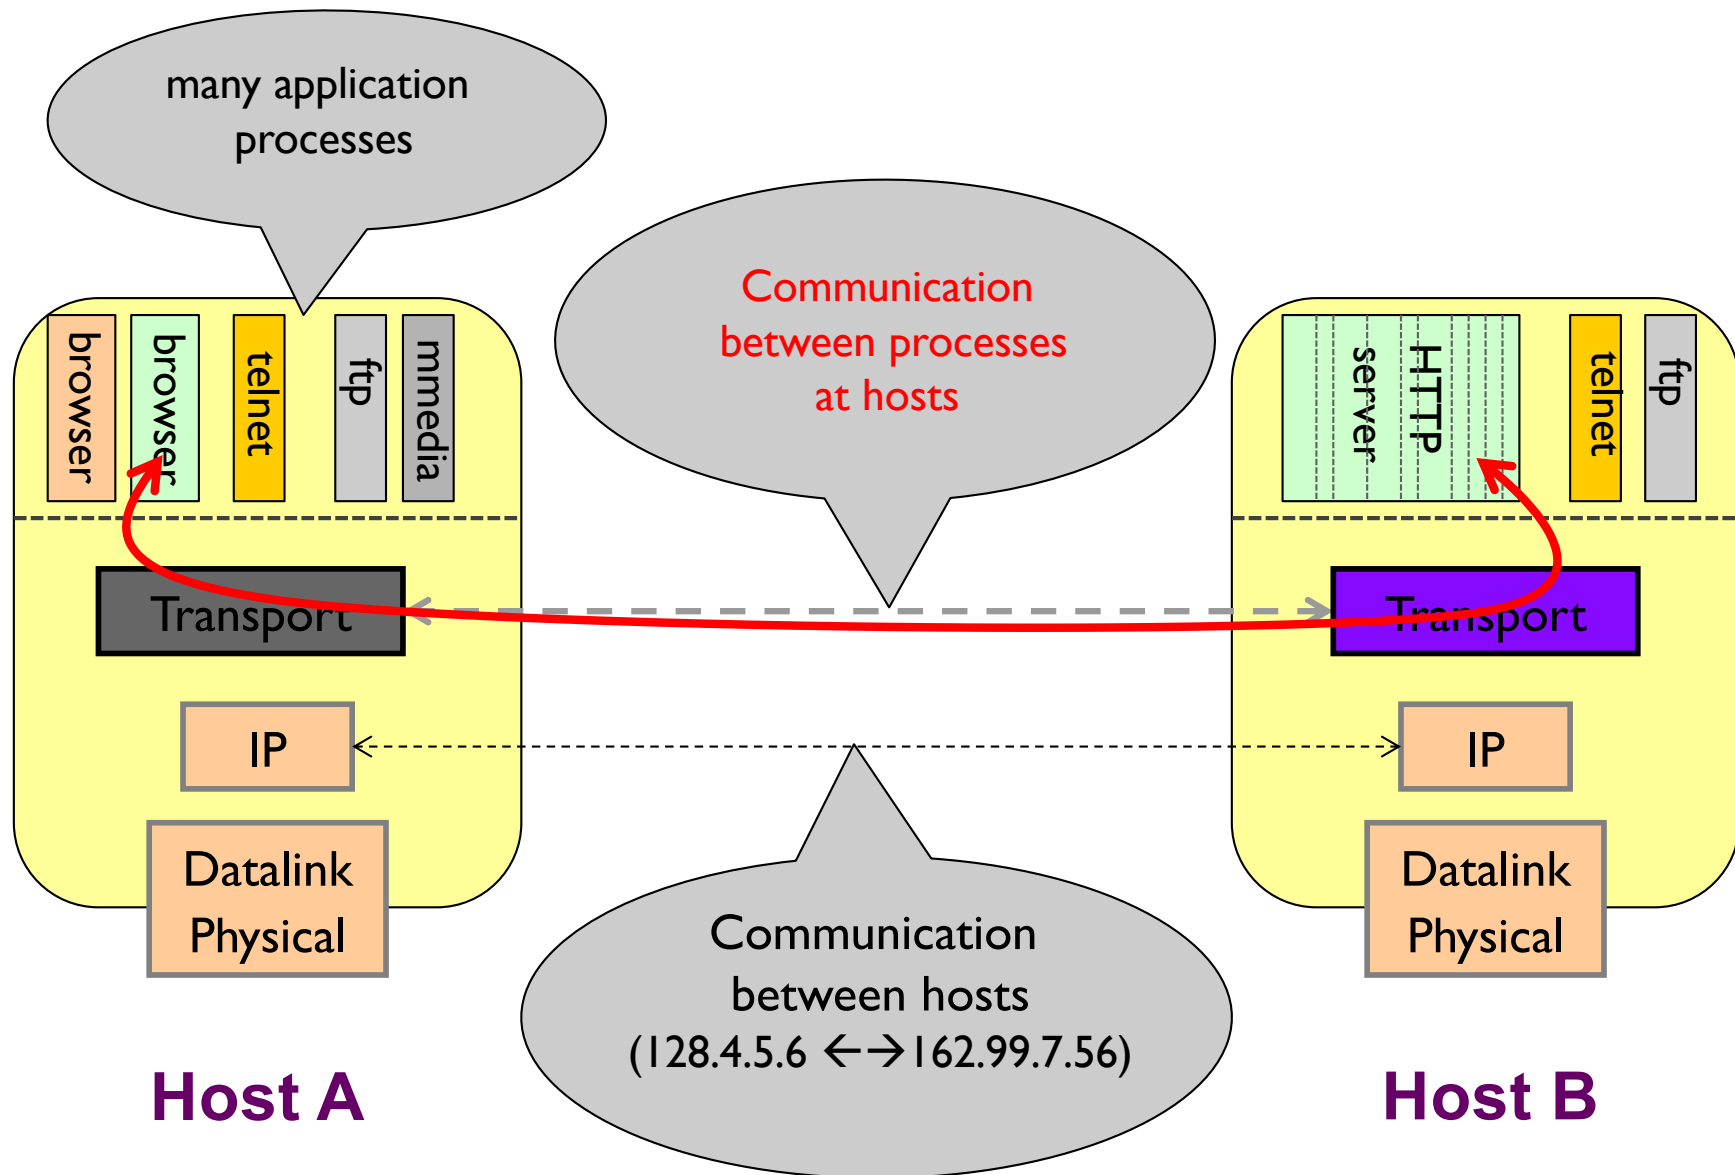 many application
processes
Communication
between processes
at hosts
browser
browser
telnet
ftp
mmedia
HTTP
server
telnet
ftp
Transport
Transport
IP
IP
Datalink
Physical
Datalink
Physical
Communication
between hosts
(128.4.5.6 ←→162.99.7.56)
Host A
Host B